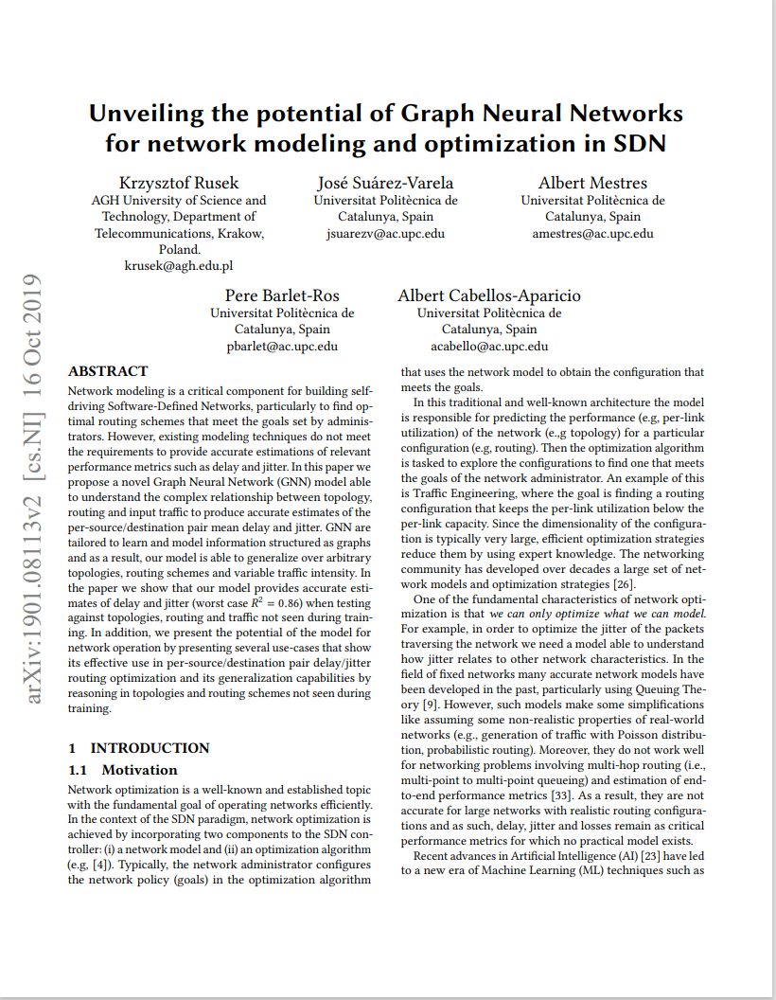 Unveiling the potential of Graph Neural Networks
for network modeling and optimization in SDN
Krzysztof Rusek
AGH University of Science and
Technology, Department of
Telecommunications, Krakow,
Poland.
krusek@agh.edu.pl
José Suárez-Varela
Universitat Politècnica de
Catalunya, Spain
jsuarezv@ac.upc.edu
Albert Mestres
Universitat Politècnica de
Catalunya, Spain
amestres@ac.upc.edu
Pere Barlet-Ros
Universitat Politècnica de
Catalunya, Spain
pbarlet@ac.upc.edu
Albert Cabellos-Aparicio
Universitat Politècnica de
Catalunya, Spain
acabello@ac.upc.edu
arXiv:1901.08113v2 [cs.NI] 16 Oct 2019
ABSTRACT
Network modeling is a critical component for building self-
driving Software-Defined Networks, particularly to find op-
timal routing schemes that meet the goals set by adminis-
trators. However, existing modeling techniques do not meet
the requirements to provide accurate estimations of relevant
performance metrics such as delay and jitter. In this paper we
propose a novel Graph Neural Network (GNN) model able
to understand the complex relationship between topology,
routing and input traffic to produce accurate estimates of the
per-source/destination pair mean delay and jitter. GNN are
tailored to learn and model information structured as graphs
and as a result, our model is able to generalize over arbitrary
topologies, routing schemes and variable traffic intensity. In
the paper we show that our model provides accurate esti-
mates of delay and jitter (worst case R² = 0.86) when testing
against topologies, routing and traffic not seen during train-
ing. In addition, we present the potential of the model for
network operation by presenting several use-cases that show
its effective use in per-source/destination pair delay/jitter
routing optimization and its generalization capabilities by
reasoning in topologies and routing schemes not seen during
training.
1 INTRODUCTION
1.1 Motivation
Network optimization is a well-known and established topic
with the fundamental goal of operating networks efficiently.
In the context of the SDN paradigm, network optimization is
achieved by incorporating two components to the SDN con-
troller: (i) a network model and (ii) an optimization algorithm
(e.g, [4]). Typically, the network administrator configures
the network policy (goals) in the optimization algorithm
that uses the network model to obtain the configuration that
meets the goals.
In this traditional and well-known architecture the model
is responsible for predicting the performance (e.g, per-link
utilization) of the network (e.,g topology) for a particular
configuration (e.g, routing). Then the optimization algorithm
is tasked to explore the configurations to find one that meets
the goals of the network administrator. An example of this
is Traffic Engineering, where the goal is finding a routing
configuration that keeps the per-link utilization below the
per-link capacity. Since the dimensionality of the configura-
tion is typically very large, efficient optimization strategies
reduce them by using expert knowledge. The networking
community has developed over decades a large set of net-
work models and optimization strategies [26].
One of the fundamental characteristics of network opti-
mization is that we can only optimize what we can model.
For example, in order to optimize the jitter of the packets
traversing the network we need a model able to understand
how jitter relates to other network characteristics. In the
field of fixed networks many accurate network models have
been developed in the past, particularly using Queuing The-
ory [9]. However, such models make some simplifications
like assuming some non-realistic properties of real-world
networks (e.g., generation of traffic with Poisson distribu-
tion, probabilistic routing). Moreover, they do not work well
for networking problems involving multi-hop routing (i.e.,
multi-point to multi-point queueing) and estimation of end-
to-end performance metrics [33]. As a result, they are not
accurate for large networks with realistic routing configura-
tions and as such, delay, jitter and losses remain as critical
performance metrics for which no practical model exists.
Recent advances in Artificial Intelligence (AI) [23] have led
to a new era of Machine Learning (ML) techniques such as